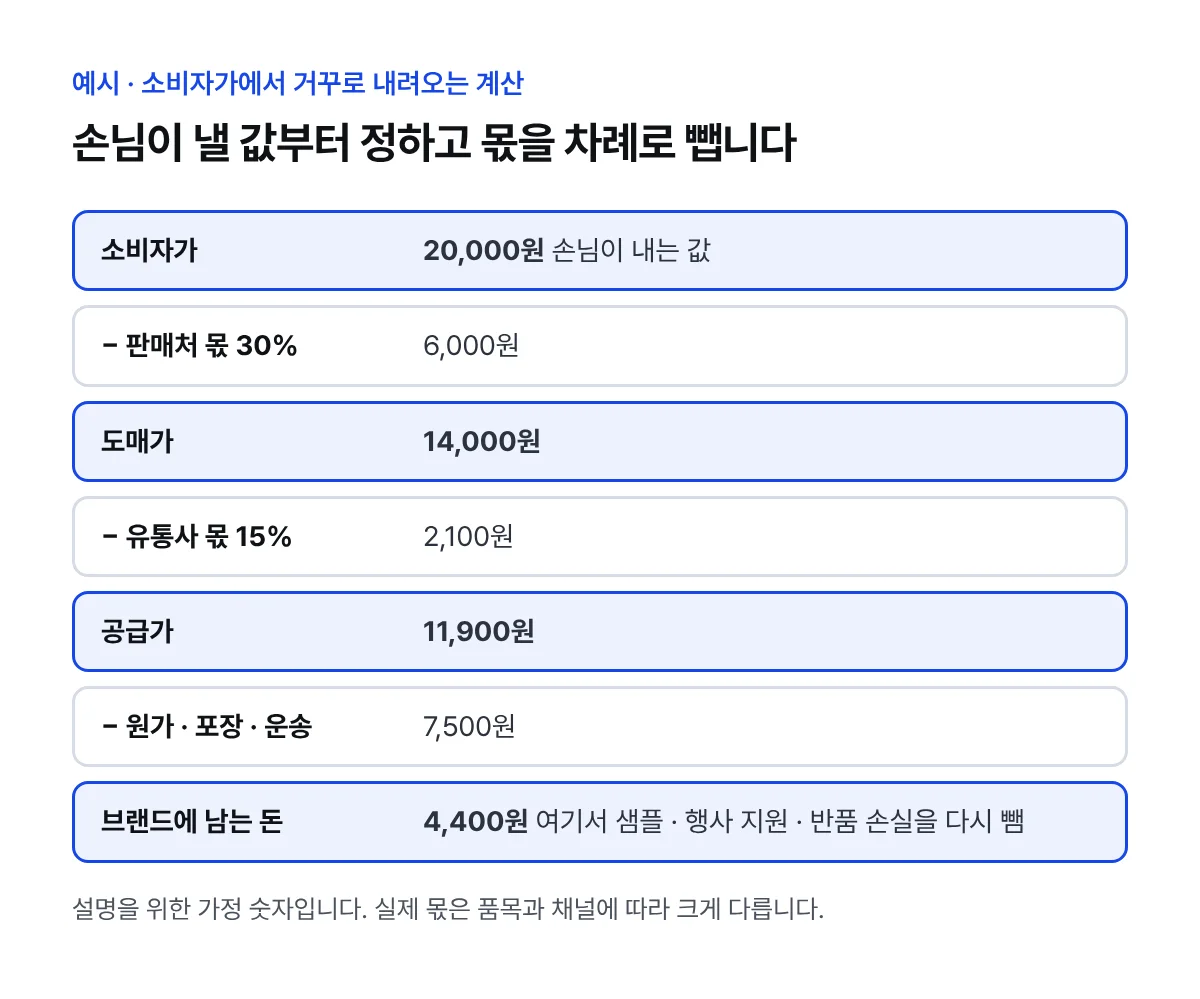 예시 · 소비자가에서 거꾸로 내려오는 계산
손님이 낼 값부터 정하고 몫을 차례로 뺍니다
소비자가 20,000원 손님이 내는 값
− 판매처 몫 30% 6,000원
도매가 14,000원
− 유통사 몫 15% 2,100원
공급가 11,900원
− 원가 · 포장 · 운송 7,500원
브랜드에 남는 돈 4,400원 여기서 샘플 · 행사 지원 · 반품 손실을 다시 뺌
설명을 위한 가정 숫자입니다. 실제 몫은 품목과 채널에 따라 크게 다릅니다.